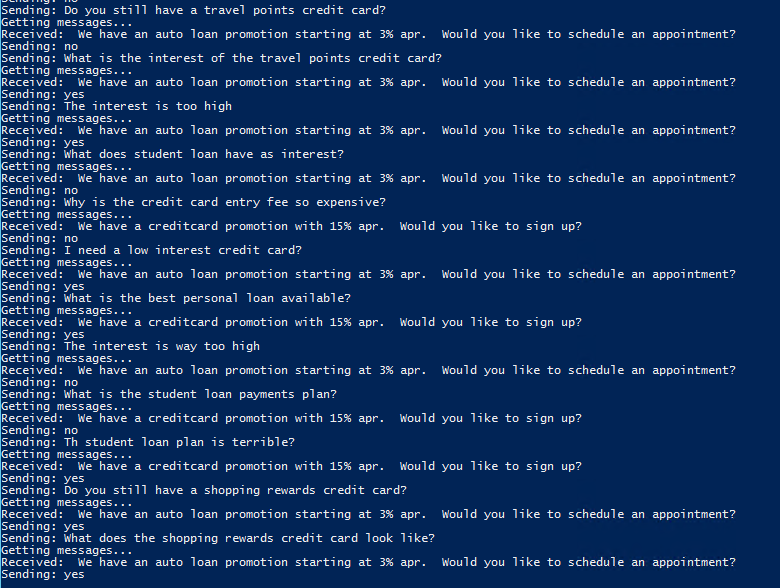 Sending: no
Sending: Do you still have a travel points credit card?
Getting messages...
Received:  We have an auto loan promotion starting at 3% apr.  Would you like to schedule an appointment?
Sending: no
Sending: What is the interest of the travel points credit card?
Getting messages...
Received:  We have an auto loan promotion starting at 3% apr.  Would you like to schedule an appointment?
Sending: yes
Sending: The interest is too high
Getting messages...
Received:  We have an auto loan promotion starting at 3% apr.  Would you like to schedule an appointment?
Sending: yes
Sending: What does student loan have as interest?
Getting messages...
Received:  We have an auto loan promotion starting at 3% apr.  Would you like to schedule an appointment?
Sending: no
Sending: Why is the credit card entry fee so expensive?
Getting messages...
Received:  We have a creditcard promotion with 15% apr.  Would you like to sign up?
Sending: no
Sending: I need a low interest credit card?
Getting messages...
Received:  We have an auto loan promotion starting at 3% apr.  Would you like to schedule an appointment?
Sending: yes
Sending: What is the best personal loan available?
Getting messages...
Received:  We have a creditcard promotion with 15% apr.  Would you like to sign up?
Sending: yes
Sending: The interest is way too high
Getting messages...
Received:  We have an auto loan promotion starting at 3% apr.  Would you like to schedule an appointment?
Sending: no
Sending: What is the student loan payments plan?
Getting messages...
Received:  We have a creditcard promotion with 15% apr.  Would you like to sign up?
Sending: no
Sending: Th student loan plan is terrible?
Getting messages...
Received:  We have a creditcard promotion with 15% apr.  Would you like to sign up?
Sending: yes
Sending: Do you still have a shopping rewards credit card?
Getting messages...
Received:  We have an auto loan promotion starting at 3% apr.  Would you like to schedule an appointment?
Sending: yes
Sending: What does the shopping rewards credit card look like?
Getting messages...
Received:  We have an auto loan promotion starting at 3% apr.  Would you like to schedule an appointment?
Sending: yes